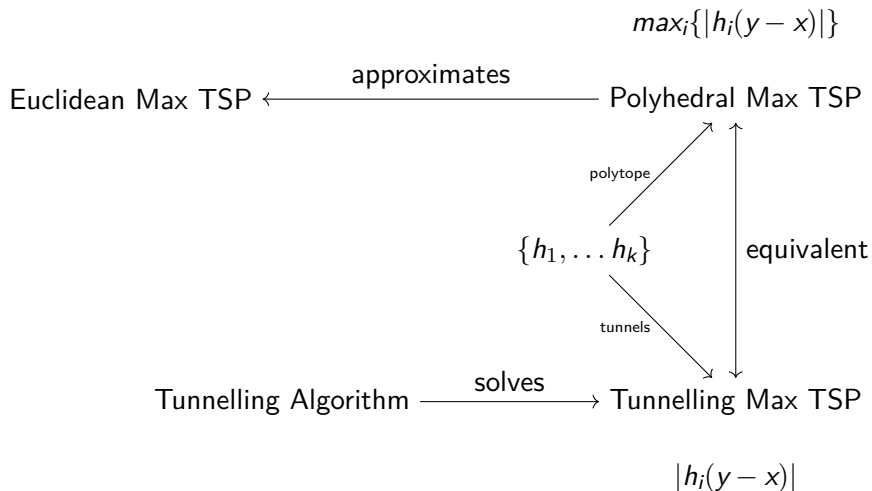 max_i{|h_i(y − x)|}
approximates
Euclidean Max TSP
Polyhedral Max TSP
polytope
{h_1, . . . h_k}
equivalent
tunnels
solves
Tunnelling Algorithm
Tunnelling Max TSP
|h_i(y − x)|